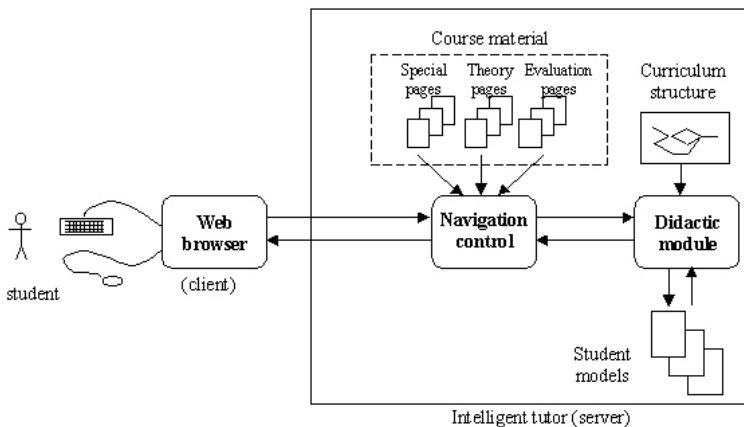 Course material
Special
pages
Theory
pages
Evaluation
pages
Curriculum
structure
student
Web
browser
(client)
Navigation
control
Didactic
module
Student
models
Intelligent tutor (server)